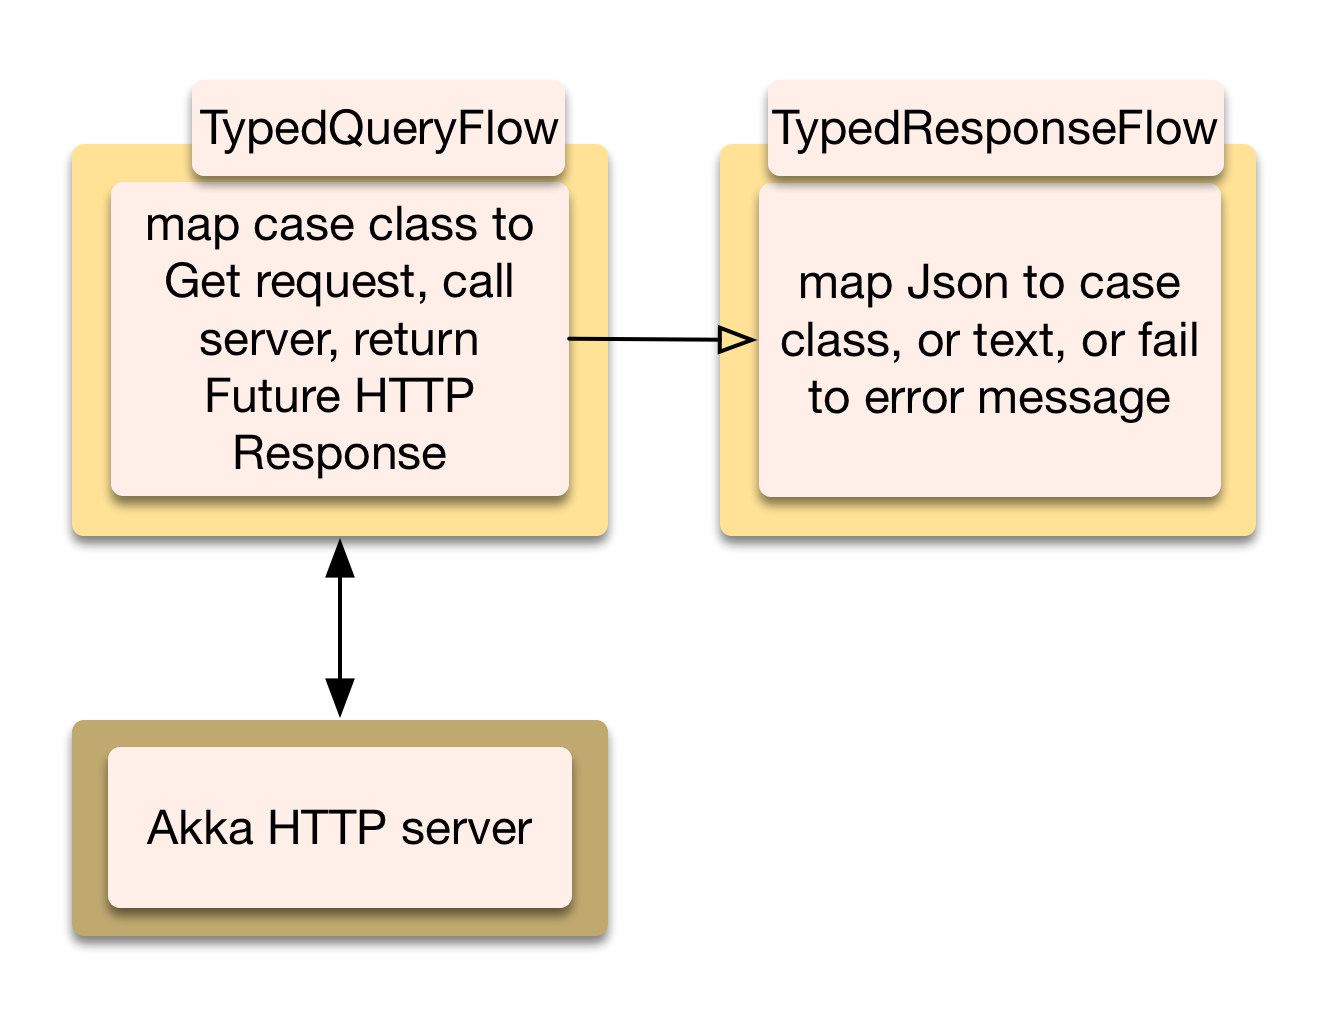 TypedQueryFlow
map case class to
Get request, call
server, return
Future HTTP
Response
TypedResponseFlow
map Json to case
class, or text, or fail
to error message
Akka HTTP server